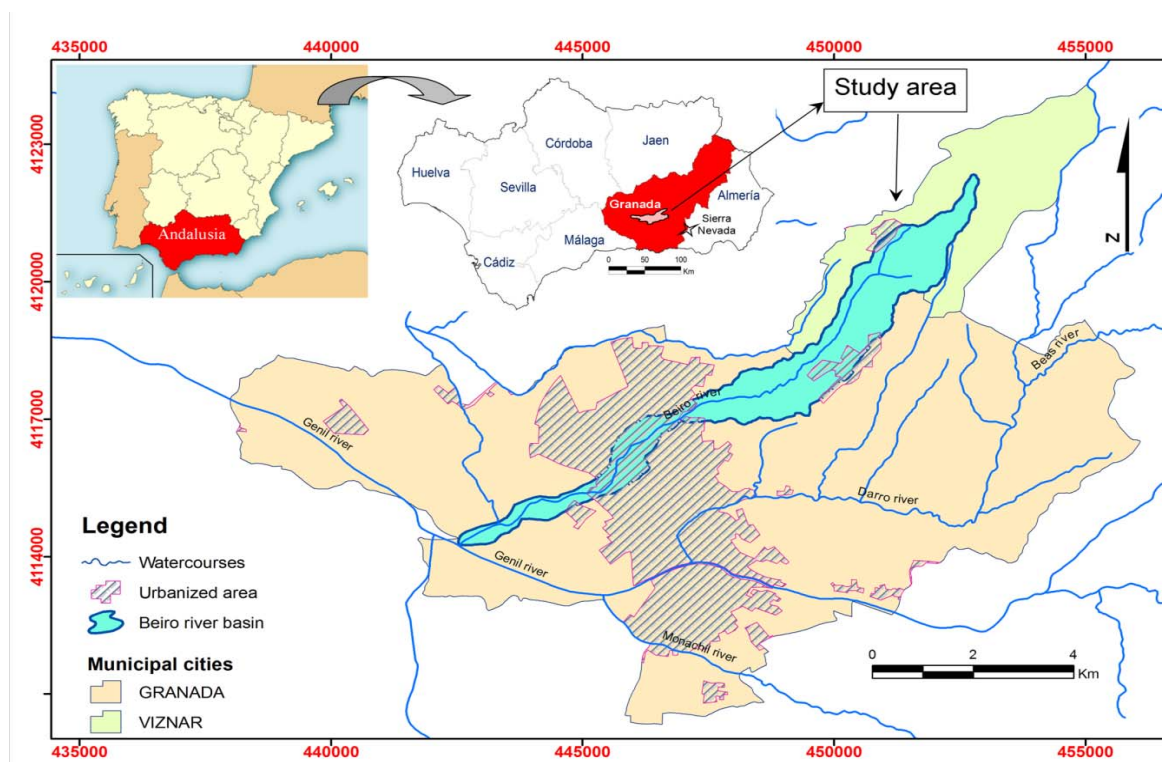 435000 440000 445000 450000 455000
Study area
4123000
4120000
4117000
4114000
Andalusia
Huelva
Sevilla
Córdoba
Jaen
Granada
Almería
Sierra
Nevada
Málaga
Cádiz
0 50 100
Km
N
Beas river
Beiro river
Genil river
Darro river
Genil river
Monachil river
Legend
Watercourses
Urbanized area
Beiro river basin
Municipal cities
GRANADA
VIZNAR
0 2 4
Km
435000 440000 445000 450000 455000